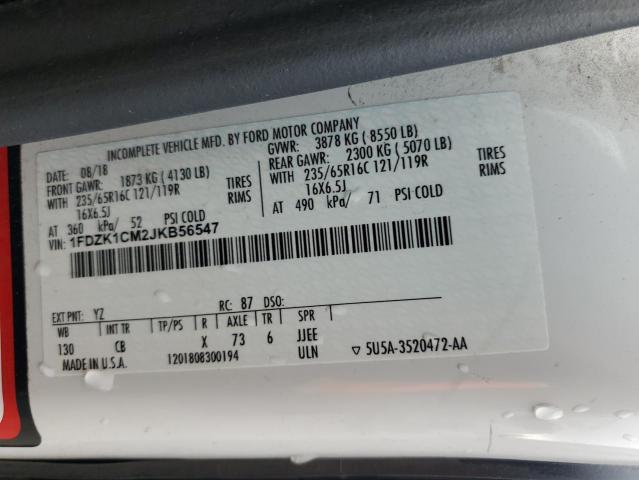 INCOMPLETE VEHICLE MFD. BY FORD MOTOR COMPANY
DATE: 08/18 GVWR: 3878 KG ( 8550 LB)
FRONT GAWR: 1873 KG ( 4130 LB) REAR GAWR: 2300 KG ( 5070 LB)
WITH 235/65R16C 121/119R TIRES WITH 235/65R16C 121/119R TIRES
16X6.5J RIMS 16X6.5J RIMS
AT 360 kPa/ 52 PSI COLD AT 490 kPa/ 71 PSI COLD
VIN: 1FDZK1CM2JKB56547
EXT PNT: YZ RC: 87 DSO:
WB INT TR TP/PS R AXLE TR SPR
130 CB X 73 6 JJEE
MADE IN U.S.A. 1201808300194 ULN ▽ 5U5A-3520472-AA